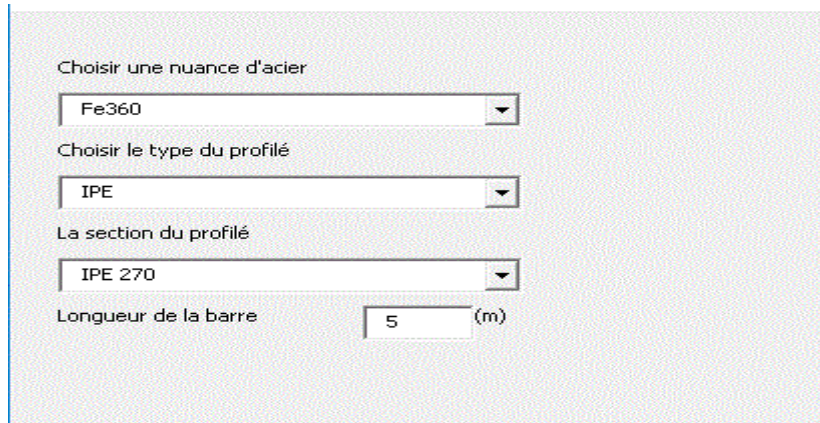 Choisir une nuance d'acier
Fe360
Choisir le type du profilé
IPE
La section du profilé
IPE 270
Longueur de la barre 5 (m)